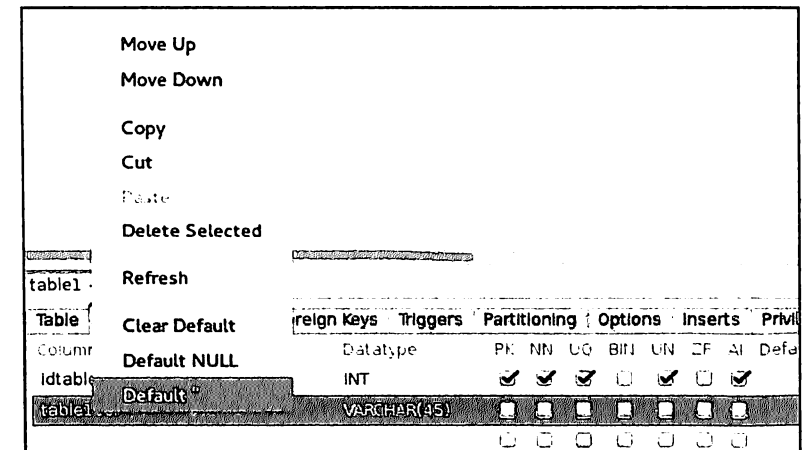 Move Up
Move Down
Copy
Cut
Paste
Delete Selected
Refresh
table1 -
Table reign Keys Triggers Partitioning Options Inserts Privil
Clear Default
Column Datatype PK NN UQ BIN UN ZF AI Defa
Default NULL
idtable INT
Default ''
table1 VARCHAR(45)